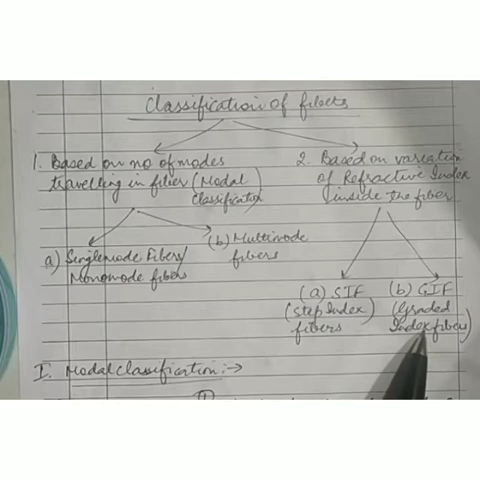 Classification of fibers
1. Based on no of modes
travelling in fiber (Modal
Classification)
2. Based on variation
of Refractive Index
inside the fiber
a) Singlemode Fibers/
Monomode fibers
(b) Multimode
fibers
(a) SIF
(Step Index)
fibers
(b) GIF
(Graded
Index fibers)
I. Modal classification :→